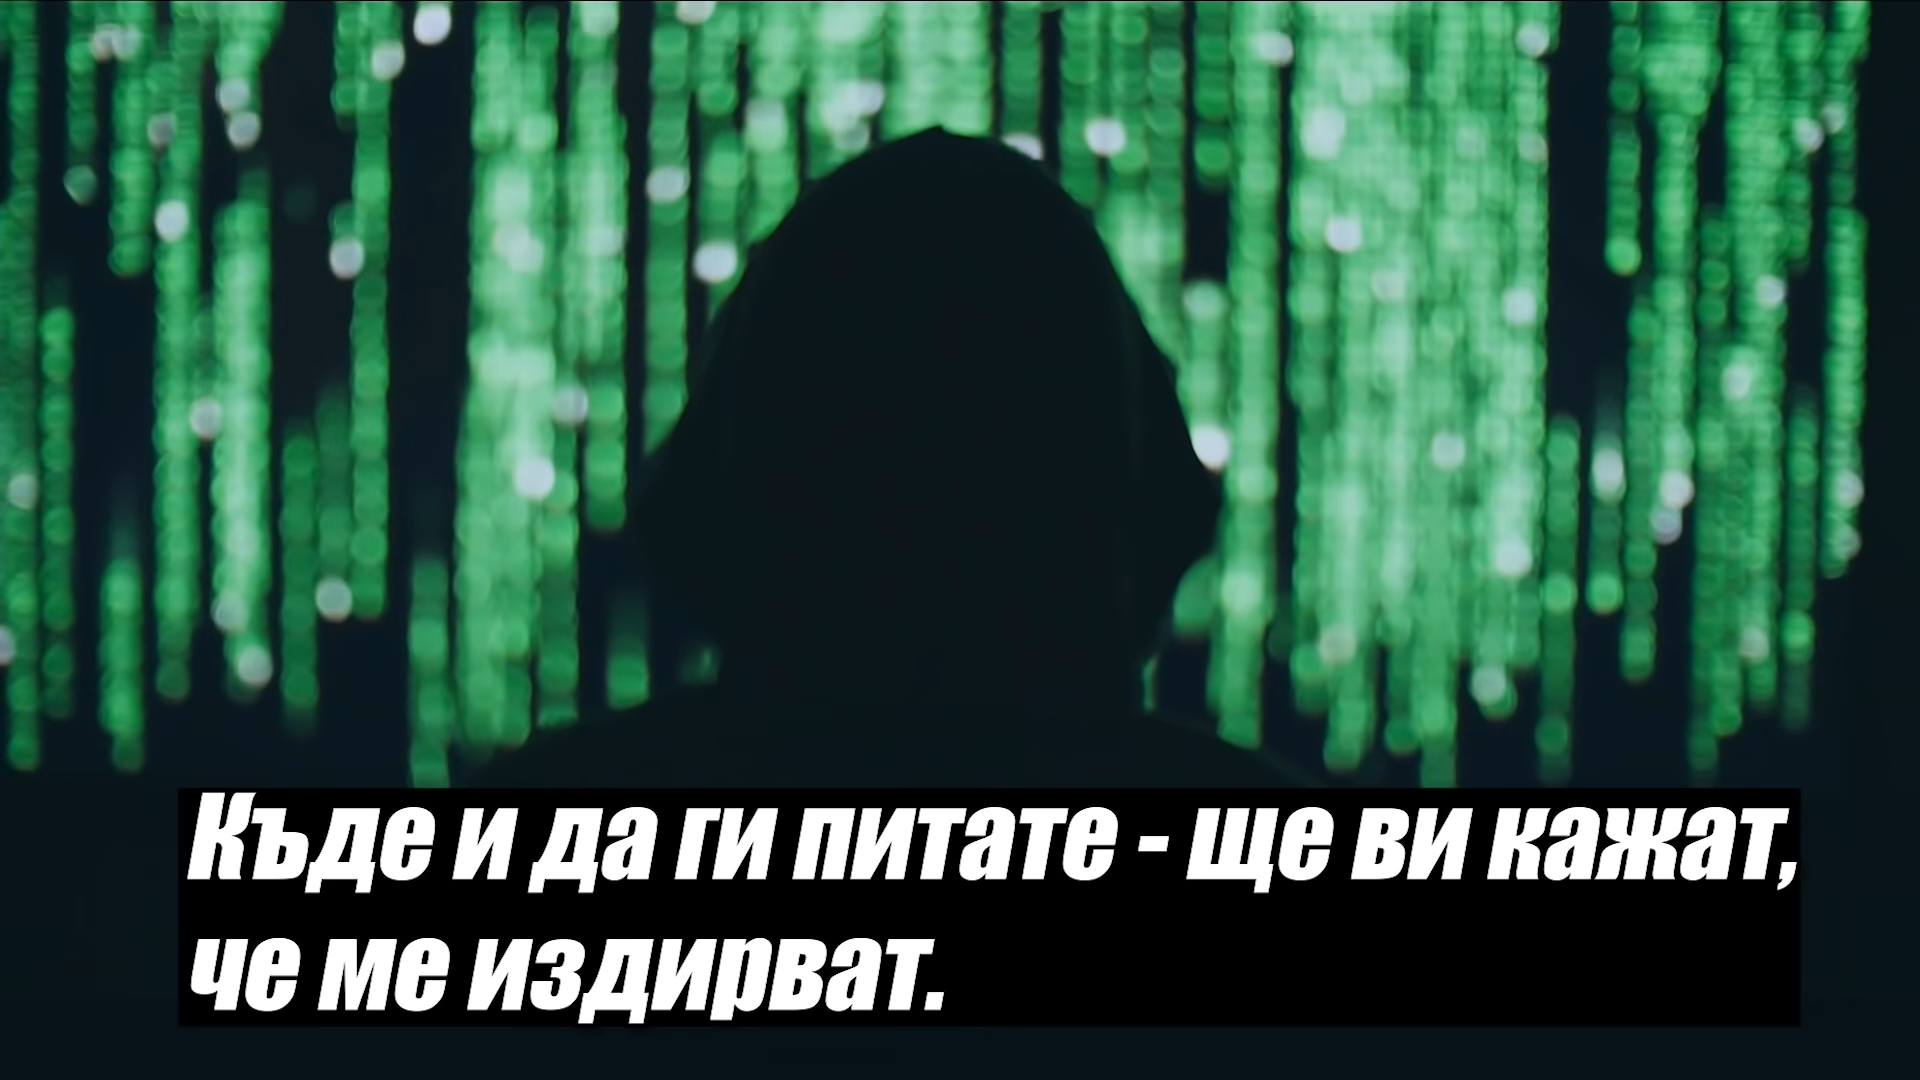 Къде и да ги питате - ще ви кажат,
че ме издирват.